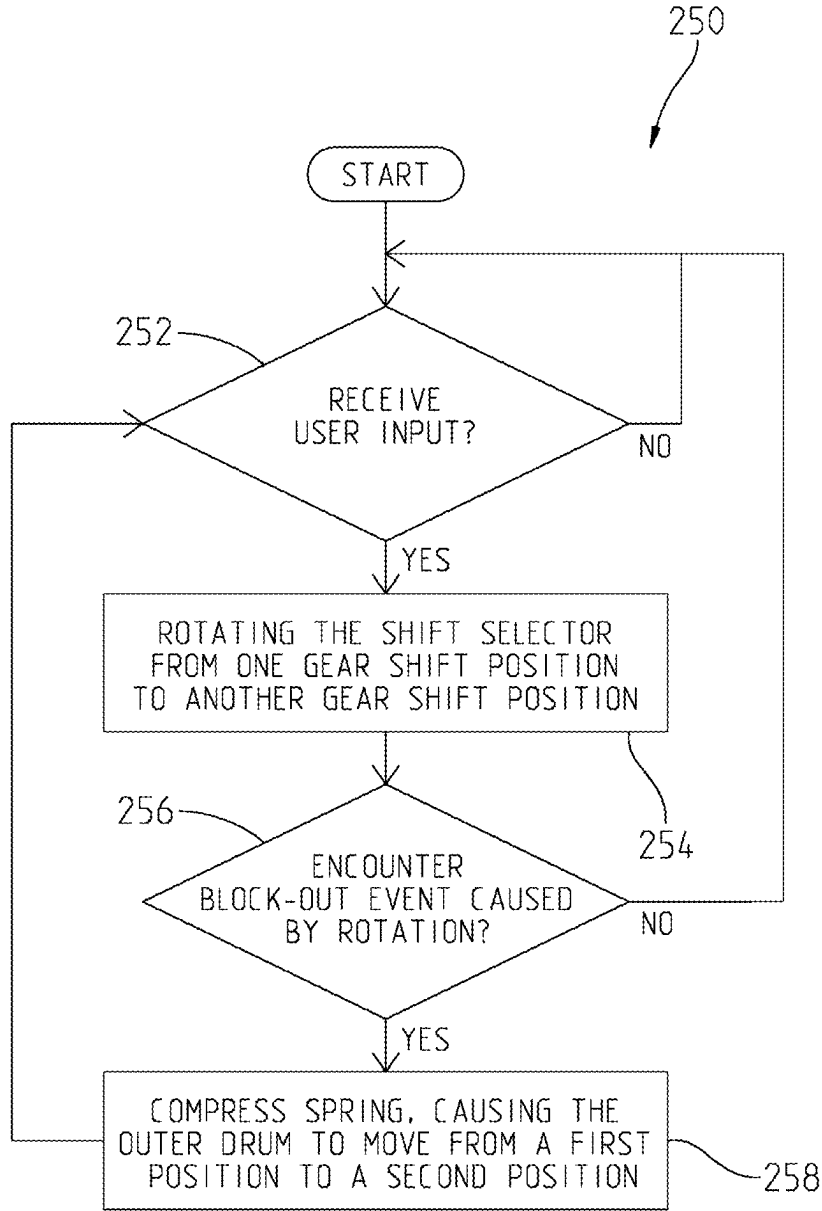 250
START
252
RECEIVE
USER INPUT?
NO
YES
ROTATING THE SHIFT SELECTOR
FROM ONE GEAR SHIFT POSITION
TO ANOTHER GEAR SHIFT POSITION
256
254
ENCOUNTER
BLOCK-OUT EVENT CAUSED
BY ROTATION?
NO
YES
COMPRESS SPRING, CAUSING THE
OUTER DRUM TO MOVE FROM A FIRST
POSITION TO A SECOND POSITION
258